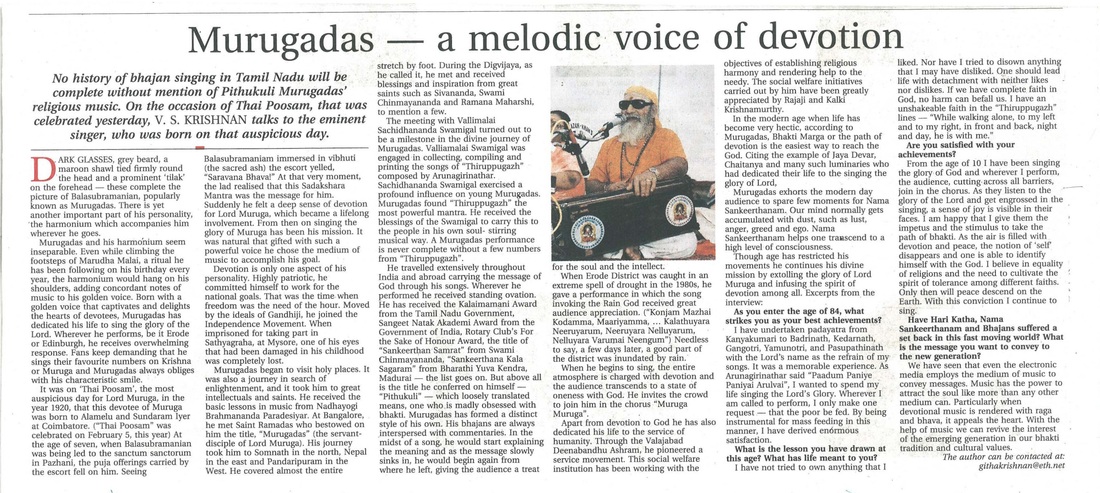 Murugadas — a melodic voice of devotion
No history of bhajan singing in Tamil Nadu will be
complete without mention of Pithukuli Murugadas’
religious music. On the occasion of Thai Poosam, that was
celebrated yesterday, V. S. KRISHNAN talks to the eminent
singer, who was born on that auspicious day.
DARK GLASSES, grey beard, a
maroon shawl tied firmly round
the head and a prominent ‘tilak’
on the forehead — these complete the
picture of Balasubramanian, popularly
known as Murugadas. There is yet
another important part of his personality,
the harmonium which accompanies him
wherever he goes.
Murugadas and his harmonium seem
inseparable. Even while climbing the
footsteps of Marudha Malai, a ritual he
has been following on his birthday every
year, the harmonium would hang on his
shoulders, adding concordant notes of
music to his golden voice. Born with a
golden voice that captivates and delights
the hearts of devotees, Murugadas has
dedicated his life to sing the glory of the
Lord. Wherever he performs, be it Erode
or Edinburgh, he receives overwhelming
response. Fans keep demanding that he
sings their favourite numbers on Krishna
or Muruga and Murugadas always obliges
with his characteristic smile.
It was on ‘Thai Poosam’, the most
auspicious day for Lord Muruga, in the
year 1920, that this devotee of Muruga
was born to Alamelu and Sundaram Iyer
at Coimbatore. (“Thai Poosam” was
celebrated on February 5, this year) At
the age of seven, when Balasubramanian
was being led to the sanctum sanctorum
in Pazhani, the puja offerings carried by
the escort fell on him. Seeing
Balasubramaniam immersed in vibhuti
(the sacred ash) the escort yelled,
“Saravana Bhava!” At that very moment,
the lad realised that this Sadakshara
Mantra was the message for him.
Suddenly he felt a deep sense of devotion
for Lord Muruga, which became a lifelong
involvement. From then on singing the
glory of Muruga has been his mission. It
was natural that gifted with such a
powerful voice he chose the medium of
music to accomplish his goal.
Devotion is only one aspect of his
personality. Highly patriotic, he
committed himself to work for the
national goals. That was the time when
freedom was the need of the hour. Moved
by the ideals of Gandhiji, he joined the
Independence Movement. When
imprisoned for taking part in
Sathyagraha, at Mysore, one of his eyes
that had been damaged in his childhood
was completely lost.
Murugadas began to visit holy places. It
was also a journey in search of
enlightenment, and it took him to great
intellectuals and saints. He received the
basic lessons in music from Nadhayogi
Brahmananda Paradesiyar. At Bangalore,
he met Saint Ramadas who bestowed on
him the title, “Murugadas” (the servant-
disciple of Lord Muruga). His journey
took him to Somnath in the north, Nepal
in the east and Pandaripuram in the
West. He covered almost the entire
stretch by foot. During the Digvijaya, as
he called it, he met and received
blessings and inspiration from great
saints such as Sivananda, Swami
Chinmayananda and Ramana Maharshi,
to mention a few.
The meeting with Vallimalai
Sachidhananda Swamigal turned out to
be a milestone in the divine journey of
Murugadas. Valliamalai Swamigal was
engaged in collecting, compiling and
printing the songs of “Thiruppugazh”
composed by Arunagirinathar.
Sachidhananda Swamigal exercised a
profound influence on young Murugadas.
Murugadas found “Thiruppugazh” the
most powerful mantra. He received the
blessings of the Swamigal to carry this to
the people in his own soul- stirring
musical way. A Murugadas performance
is never complete without a few numbers
from “Thiruppugazh”.
He travelled extensively throughout
India and abroad carrying the message of
God through his songs. Wherever he
performed he received standing ovation.
He has received the Kalaimamani Award
from the Tamil Nadu Government,
Sangeet Natak Akademi Award from the
Government of India, Rotary Club’s For
the Sake of Honour Award, the title of
“Sankeerthan Samrat” from Swami
Chinmayananda, “Sankeerthana Kala
Sagaram” from Bharathi Yuva Kendra,
Madurai — the list goes on. But above all
is the title he conferred on himself —
“Pithukuli” — which loosely translated
means, one who is madly obsessed with
bhakti. Murugadas has formed a distinct
style of his own. His bhajans are always
interspersed with commentaries. In the
midst of a song, he would start explaining
the meaning and as the message slowly
sinks in, he would begin again from
where he left, giving the audience a treat
for the soul and the intellect.
When Erode District was caught in an
extreme spell of drought in the 1980s, he
gave a performance in which the song
invoking the Rain God received great
audience appreciation. (“Konjam Mazhai
Kodamma, Maariyamma, ... Kalathuyara
Neeruyarum, Neeruyara Nelluyarum,
Nelluyara Varumai Neengum”) Needless
to say, a few days later, a good part of
the district was inundated by rain.
When he begins to sing, the entire
atmosphere is charged with devotion and
the audience transcends to a state of
oneness with God. He invites the crowd
to join him in the chorus “Muruga
Muruga”.
Apart from devotion to God he has also
dedicated his life to the service of
humanity. Through the Valajabad
Deenabandhu Ashram, he pioneered a
service movement. This social welfare
institution has been working with the
objectives of establishing religious
harmony and rendering help to the
needy. The social welfare initiatives
carried out by him have been greatly
appreciated by Rajaji and Kalki
Krishnamurthy.
In the modern age when life has
become very hectic, according to
Murugadas, Bhakti Marga or the path of
devotion is the easiest way to reach the
God. Citing the example of Jaya Devar,
Chaitanya and many such luminaries who
had dedicated their life to singing the
glory of Lord,
Murugadas exhorts the modern day
audience to spare few moments for Nama
Sankeerthanam. Our mind normally gets
accumulated with dust, such as lust,
anger, greed and ego. Nama
Sankeerthanam helps one transcend to a
high level of consciousness.
Though age has restricted his
movements he continues his divine
mission by extolling the glory of Lord
Muruga and infusing the spirit of
devotion among all. Excerpts from the
interview:
As you enter the age of 84, what
strikes you as your best achievements?
I have undertaken padayatra from
Kanyakumari to Badrinath, Kedarnath,
Gangotri, Yamunotri, and Pasupathinath
with the Lord’s name as the refrain of my
songs. It was a memorable experience. As
Arunagirinathar said “Paadum Paniye
Paniyai Arulvai”, I wanted to spend my
life singing the Lord’s Glory. Wherever I
am called to perform, I only make one
request — that the poor be fed. By being
instrumental for mass feeding in this
manner, I have derived enormous
satisfaction.
What is the lesson you have drawn at
this age? What has life meant to you?
I have not tried to own anything that I
liked. Nor have I tried to disown anything
that I may have disliked. One should lead
life with detachment with neither likes
nor dislikes. If we have complete faith in
God, no harm can befall us. I have an
unshakeable faith in the “Thiruppugazh”
lines — “While walking alone, to my left
and to my right, in front and back, night
and day, he is with me.”
Are you satisfied with your
achievements?
From the age of 10 I have been singing
the glory of God and wherever I perform,
the audience, cutting across all barriers,
join in the chorus. As they listen to the
glory of the Lord and get engrossed in the
singing, a sense of joy is visible in their
faces. I am happy that I give them the
impetus and the stimulus to take the
path of bhakti. As the air is filled with
devotion and peace, the notion of ‘self’
disappears and one is able to identify
himself with the God. I believe in equality
of religions and the need to cultivate the
spirit of tolerance among different faiths.
Only then will peace descend on the
Earth. With this conviction I continue to
sing.
Have Hari Katha, Nama
Sankeerthanam and Bhajans suffered a
set back in this fast moving world? What
is the message you want to convey to
the new generation?
We have seen that even the electronic
media employs the medium of music to
convey messages. Music has the power to
attract the soul like more than any other
medium can. Particularly when
devotional music is rendered with raga
and bhava, it appeals the heart. With the
help of music we can revive the interest
of the emerging generation in our bhakti
tradition and cultural values.
The author can be contacted at:
githakrishnan@eth.net